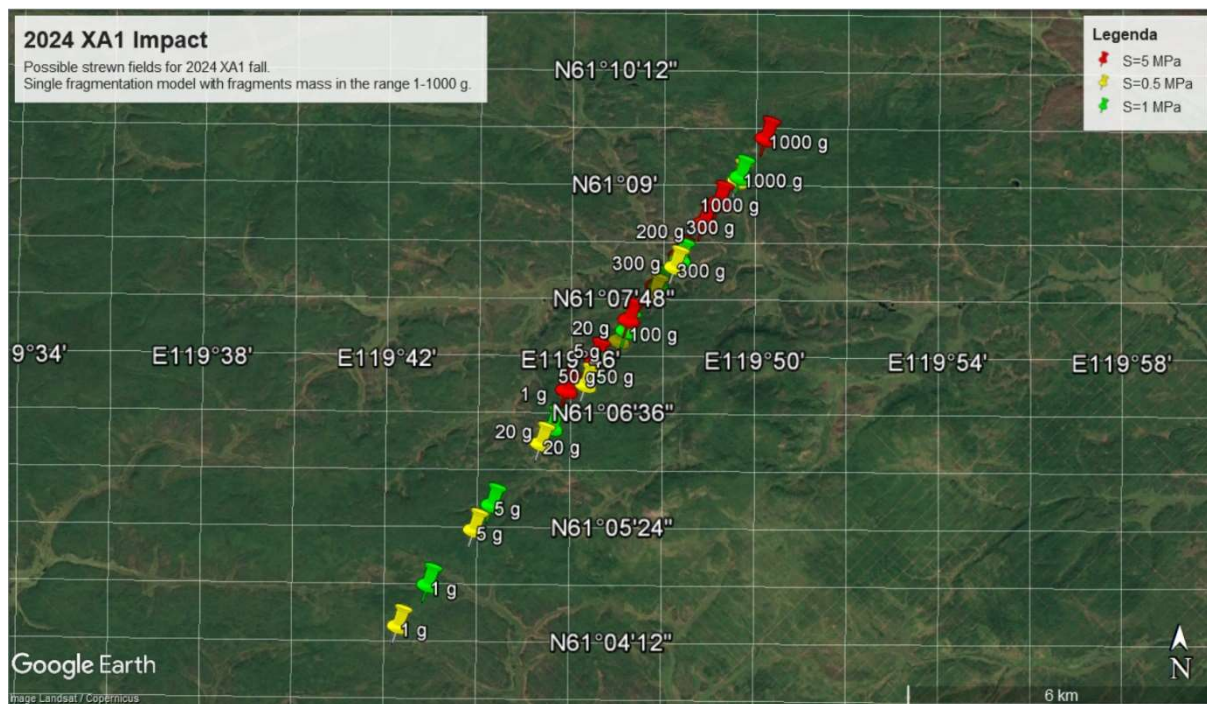 2024 XA1 Impact
Possible strewn fields for 2024 XA1 fall.
Single fragmentation model with fragments mass in the range 1-1000 g.
Legenda
S=5 MPa
S=0.5 MPa
S=1 MPa
N61°10'12"
1000 g
N61°09'
1000 g
1000 g
200 g
300 g
300 g
300 g
N61°07'48"
20 g
100 g
5 g
9°34'
E119°38'
E119°42'
E119°46'
E119°50'
E119°54'
E119°58'
50 g
50 g
1 g
N61°06'36"
20 g
20 g
5 g
N61°05'24"
5 g
1 g
1 g
N61°04'12"
Google Earth
Image Landsat / Copernicus
6 km
N